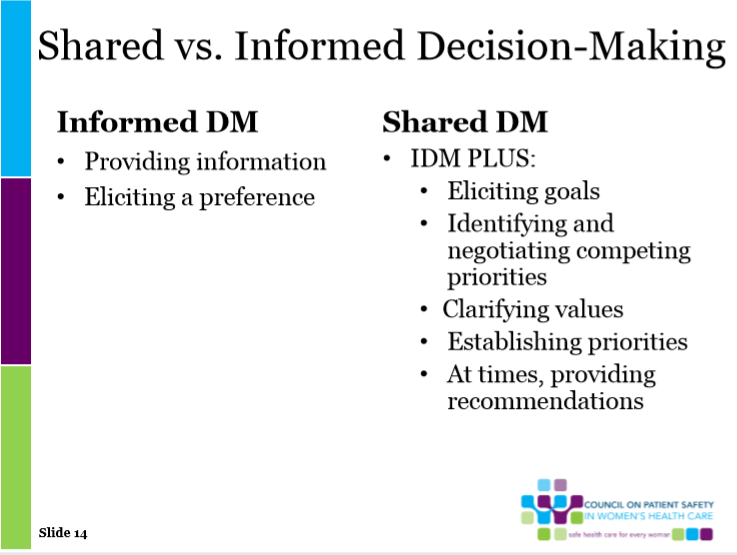 Shared vs. Informed Decision-Making
Informed DM
• Providing information
• Eliciting a preference
Shared DM
• IDM PLUS:
• Eliciting goals
• Identifying and
negotiating competing
priorities
• Clarifying values
• Establishing priorities
• At times, providing
recommendations
Slide 14
COUNCIL ON PATIENT SAFETY
IN WOMEN'S HEALTH CARE
safe health care for every woman